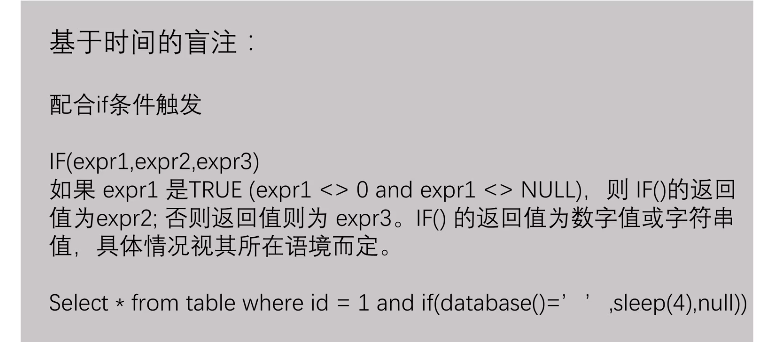 基于时间的盲注：
配合if条件触发
IF(expr1,expr2,expr3)
如果 expr1 是TRUE (expr1 <> 0 and expr1 <> NULL)，则 IF()的返回
值为expr2; 否则返回值则为 expr3。IF() 的返回值为数字值或字符串
值，具体情况视其所在语境而定。
Select * from table where id = 1 and if(database()=’ ’ ,sleep(4),null))